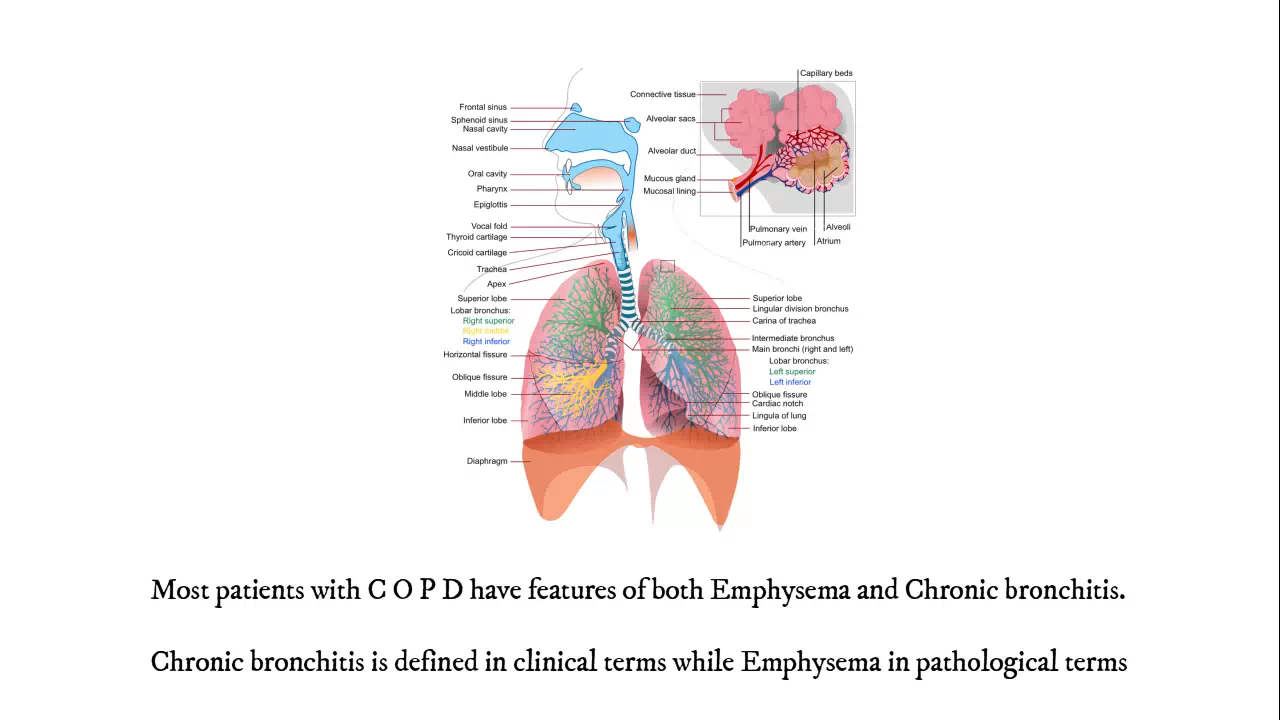 Capillary beds
Connective tissue
Alveolar sacs
Alveolar duct
Mucous gland
Mucosal lining
Pulmonary vein
Alveoli
Pulmonary artery
Atrium
Frontal sinus
Sphenoid sinus
Nasal cavity
Nasal vestibule
Oral cavity
Pharynx
Epiglottis
Vocal fold
Thyroid cartilage
Cricoid cartilage
Trachea
Apex
Superior lobe
Lobar bronchus:
Right superior
Right middle
Right inferior
Horizontal fissure
Oblique fissure
Middle lobe
Inferior lobe
Diaphragm
Superior lobe
Lingular division bronchus
Carina of trachea
Intermediate bronchus
Main bronchi (right and left)
Lobar bronchus:
Left superior
Left inferior
Oblique fissure
Cardiac notch
Lingula of lung
Inferior lobe
Most patients with C O P D have features of both Emphysema and Chronic bronchitis.
Chronic bronchitis is defined in clinical terms while Emphysema in pathological terms